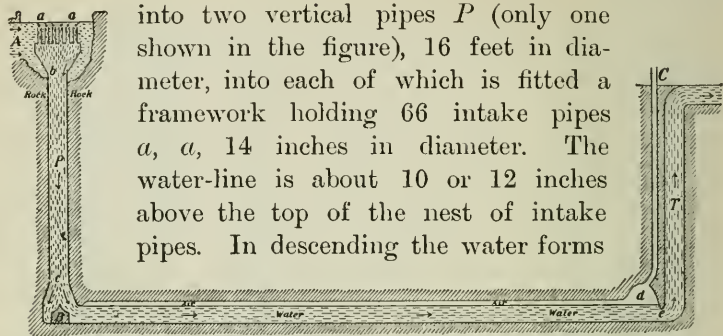 into two vertical pipes P (only one
shown in the figure), 16 feet in dia-
meter, into each of which is fitted a
framework holding 66 intake pipes
a, a, 14 inches in diameter. The
water-line is about 10 or 12 inches
above the top of the nest of intake
pipes. In descending the water forms
a a
A
b
Rock Rock
P
C
T
d
e
B
Air Air
Water Water